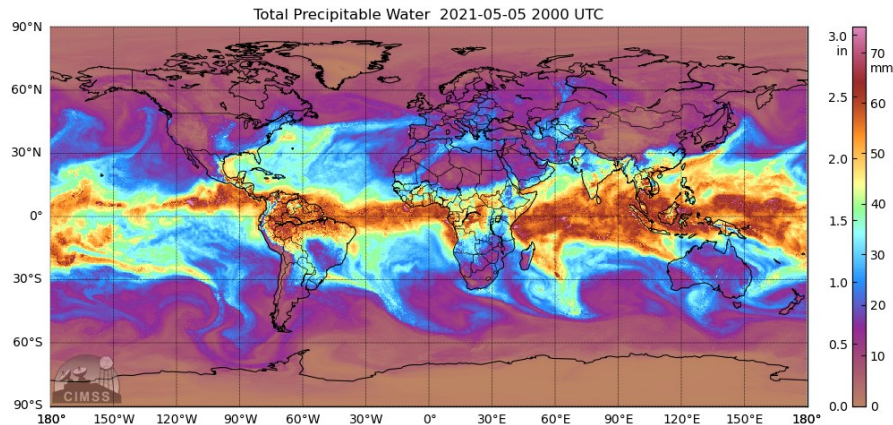 Total Precipitable Water 2021-05-05 2000 UTC
90°N
60°N
30°N
0°
30°S
60°S
90°S
180°
150°W
120°W
90°W
60°W
30°W
0°
30°E
60°E
90°E
120°E
150°E
180°
CIMSS
3.0
in
2.5
2.0
1.5
1.0
0.5
0.0
70
mm
60
50
40
30
20
10
0